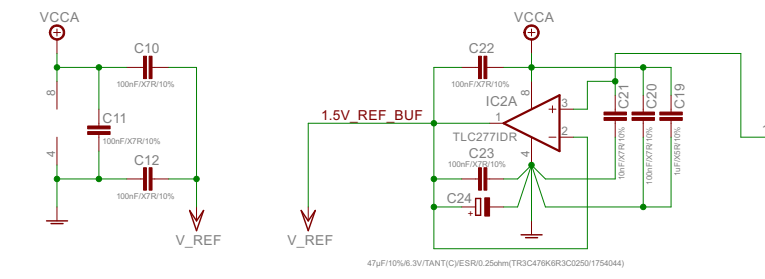 VCCA
C10
100nF/X7R/10%
8
C11
100nF/X7R/10%
4
C12
100nF/X7R/10%
V_REF
VCCA
C22
100nF/X7R/10%
8
IC2A
3
1.5V_REF_BUF
1
2
TLC277IDR
4
C23
100nF/X7R/10%
C24
+
C21
10nF/X7R/10%
C20
100nF/X7R/10%
C19
1uF/X5R/10%
V_REF
47µF/10%/6.3V/TANT(C)/ESR/0.25ohm(TR3C476K6R3C0250/1754044)